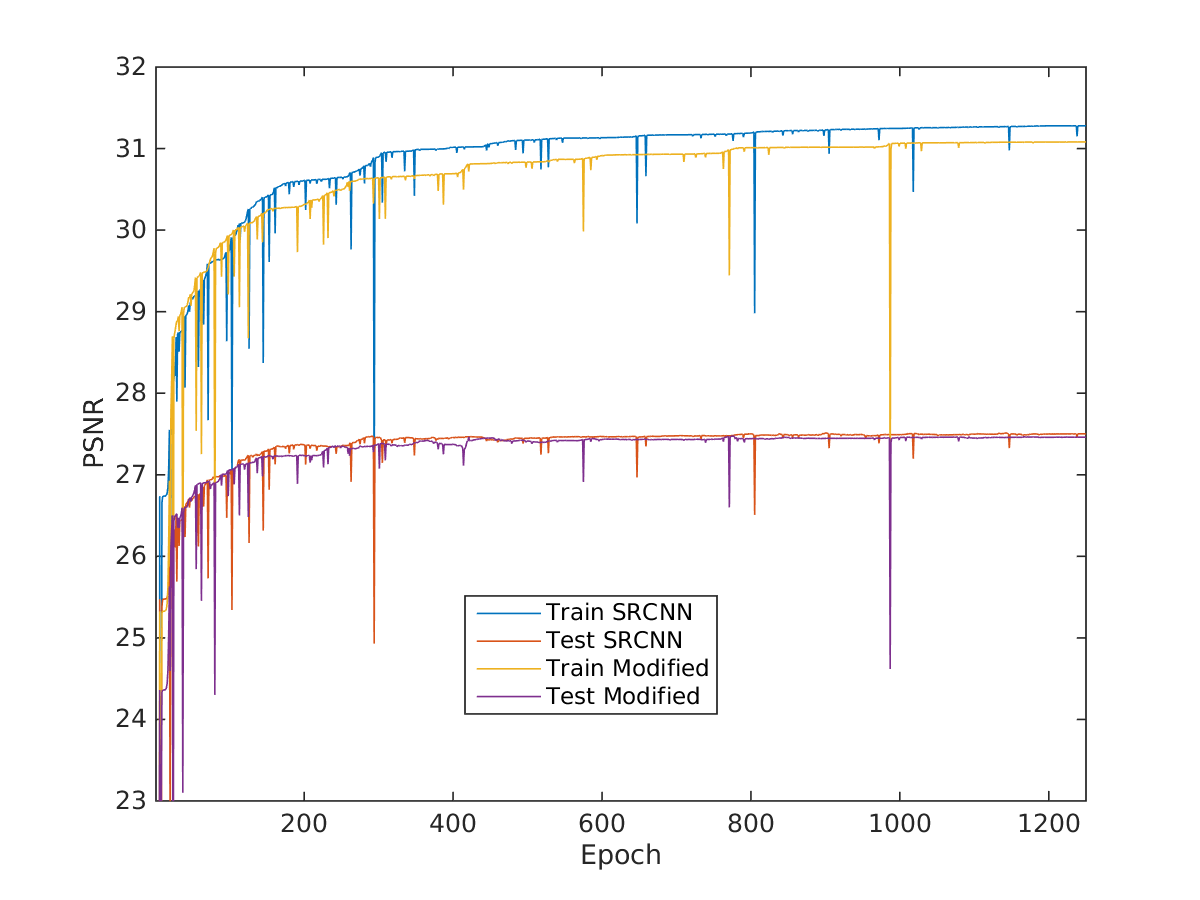 32
31
30
29
28
27
26
25
24
23
PSNR
Train SRCNN
Test SRCNN
Train Modified
Test Modified
200 400 600 800 1000 1200
Epoch